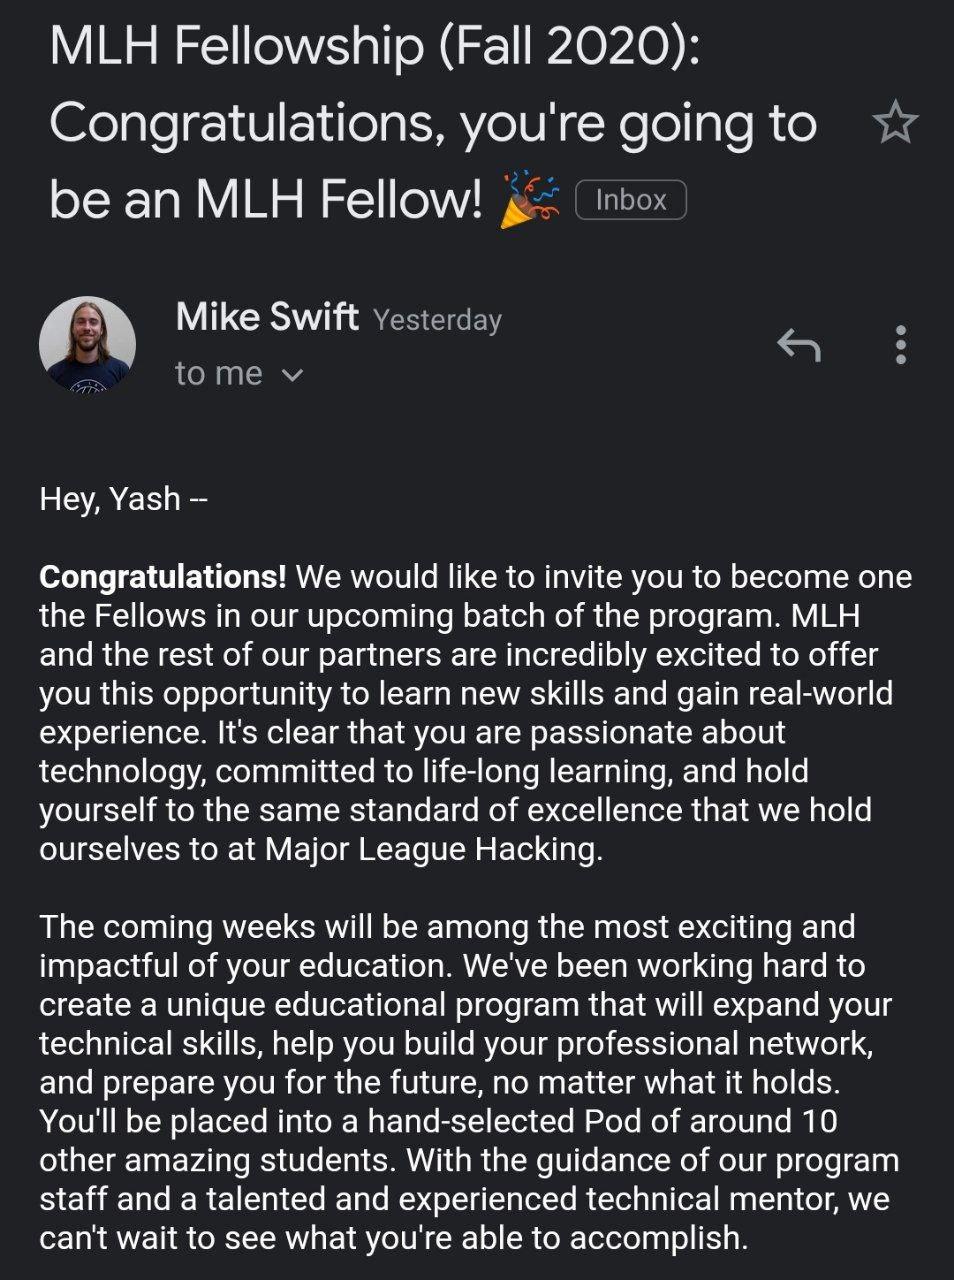 MLH Fellowship (Fall 2020):
Congratulations, you're going to
be an MLH Fellow! 🎉 Inbox
Mike Swift Yesterday
to me
Hey, Yash --
Congratulations! We would like to invite you to become one
the Fellows in our upcoming batch of the program. MLH
and the rest of our partners are incredibly excited to offer
you this opportunity to learn new skills and gain real-world
experience. It's clear that you are passionate about
technology, committed to life-long learning, and hold
yourself to the same standard of excellence that we hold
ourselves to at Major League Hacking.
The coming weeks will be among the most exciting and
impactful of your education. We've been working hard to
create a unique educational program that will expand your
technical skills, help you build your professional network,
and prepare you for the future, no matter what it holds.
You'll be placed into a hand-selected Pod of around 10
other amazing students. With the guidance of our program
staff and a talented and experienced technical mentor, we
can't wait to see what you're able to accomplish.